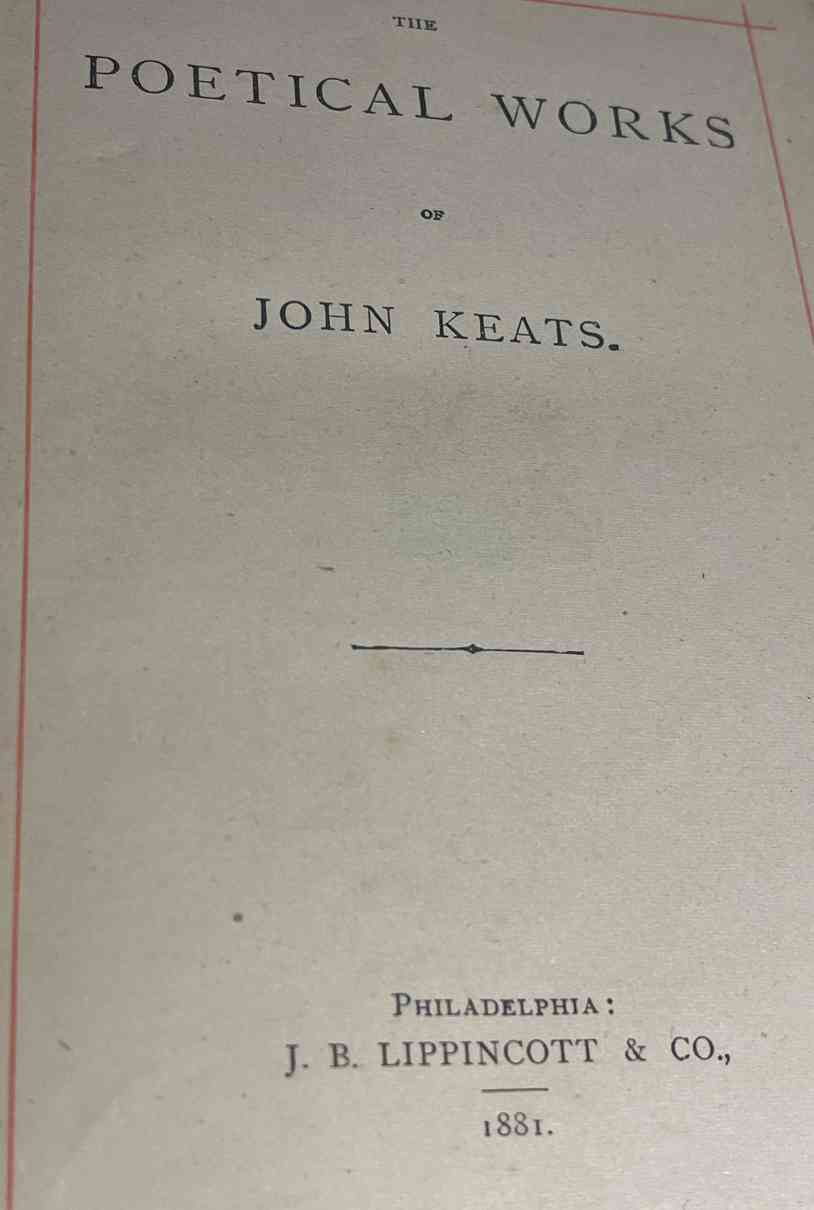 THE
POETICAL WORKS
OF
JOHN KEATS.
PHILADELPHIA:
J. B. LIPPINCOTT & CO.,
1881.